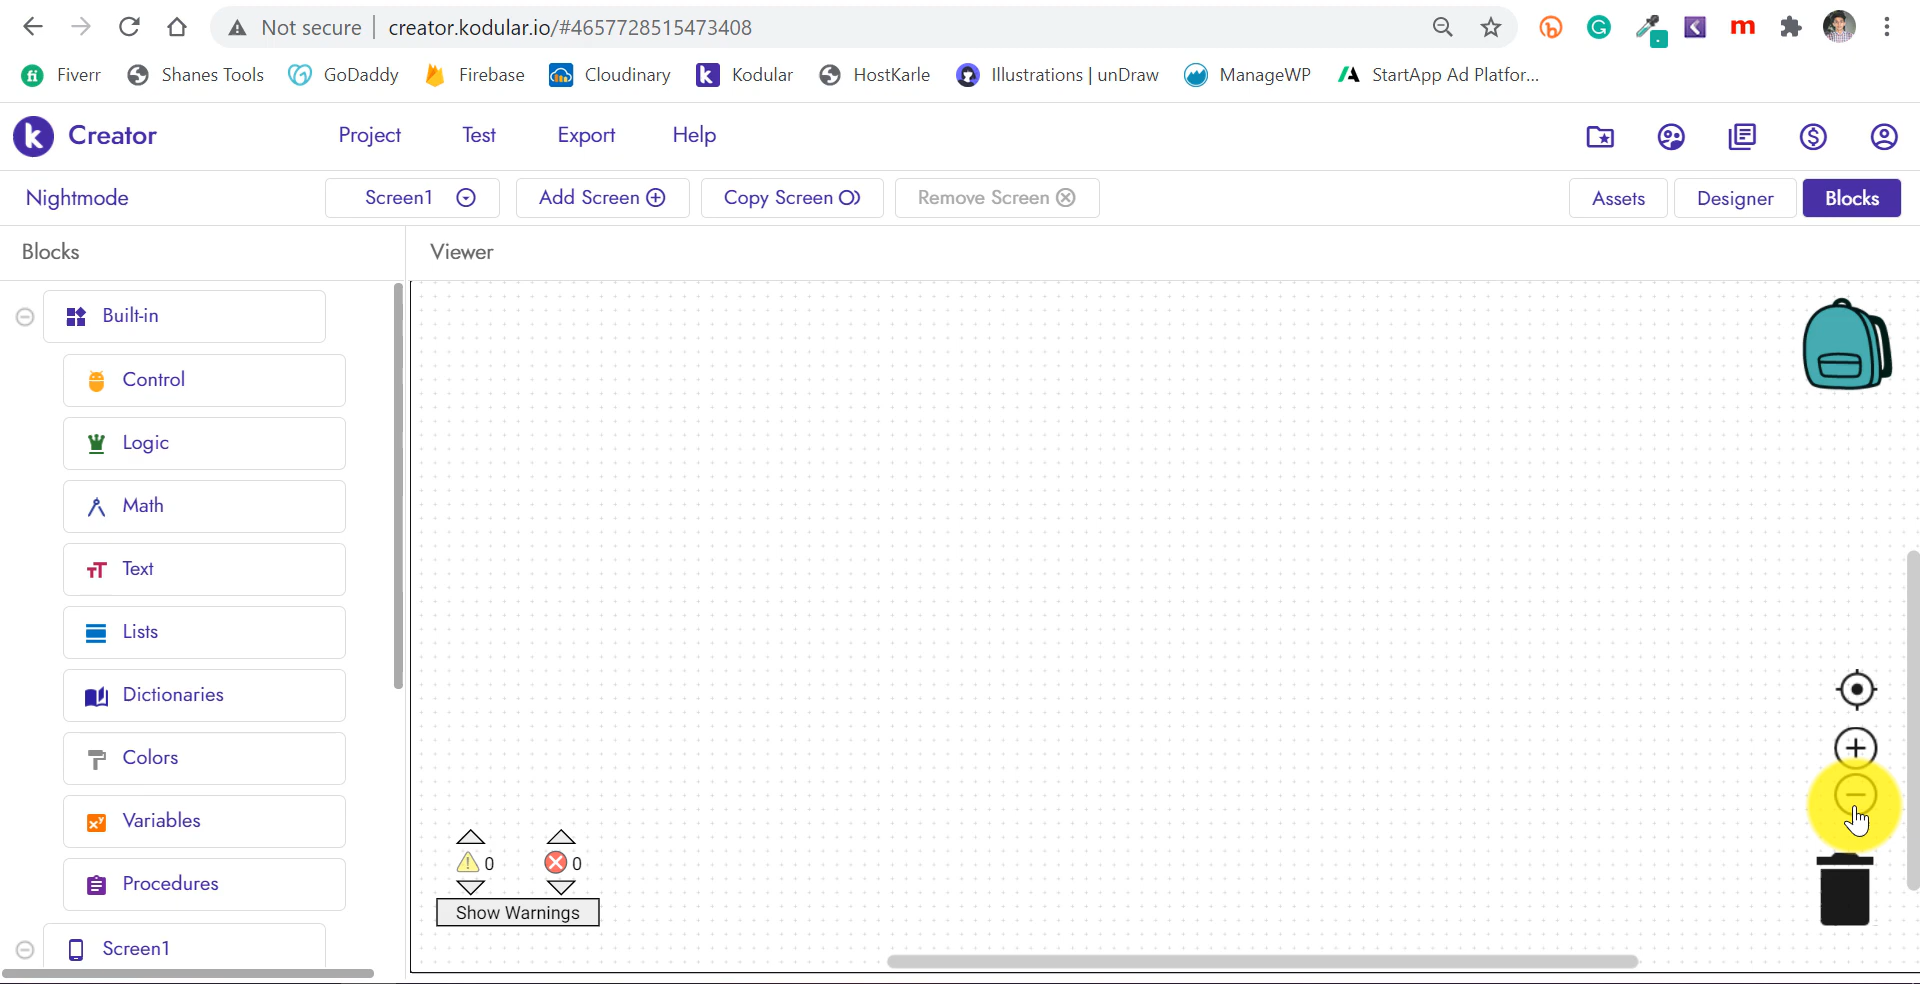 Not secure creator.kodular.io/#4657728515473408
Fiverr Shanes Tools GoDaddy Firebase Cloudinary Kodular HostKarle Illustrations | unDraw ManageWP StartApp Ad Platfor...
Creator Project Test Export Help
Nightmode Screen1 Add Screen Copy Screen Remove Screen Assets Designer Blocks
Blocks Viewer
Built-in
Control
Logic
Math
Text
Lists
Dictionaries
Colors
Variables
Procedures
Screen1
0 0
Show Warnings